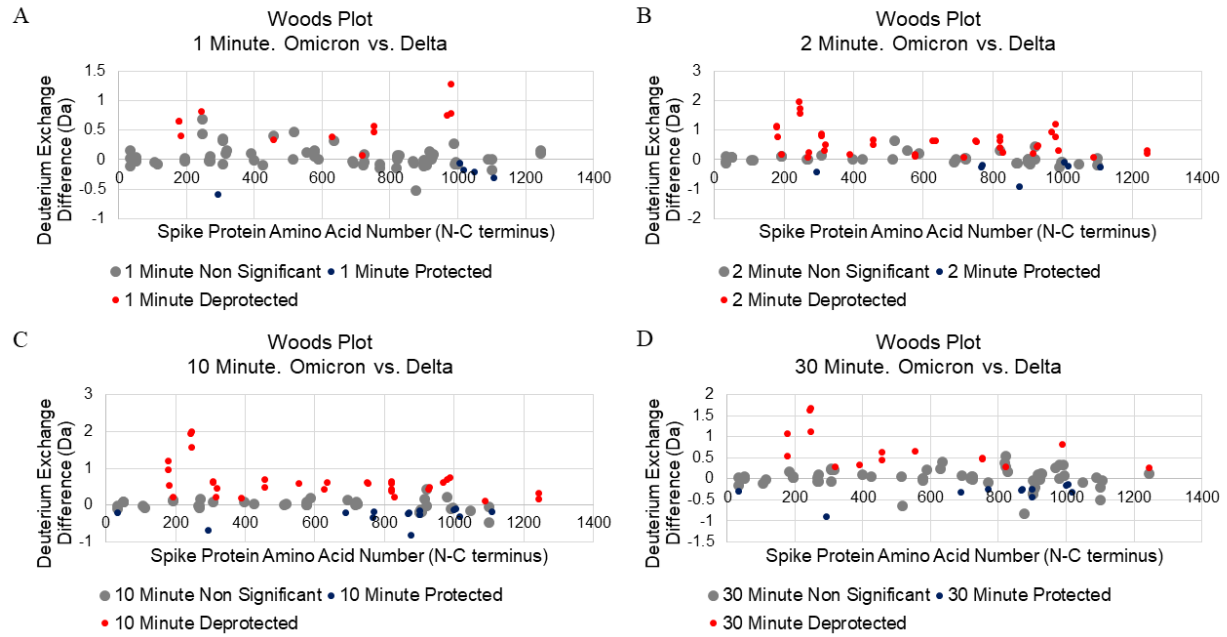 A
Woods Plot
1 Minute. Omicron vs. Delta
Deuterium Exchange
Difference (Da)
1.5
1
0.5
0
-0.5
-1
0 200 400 600 800 1000 1200 1400
Spike Protein Amino Acid Number (N-C terminus)
1 Minute Non Significant 1 Minute Protected
1 Minute Deprotected
B
Woods Plot
2 Minute. Omicron vs. Delta
Deuterium Exchange
Difference (Da)
3
2
1
0
-1
-2
0 200 400 600 800 1000 1200 1400
Spike Protein Amino Acid Number (N-C terminus)
2 Minute Non Significant 2 Minute Protected
2 Minute Deprotected
C
Woods Plot
10 Minute. Omicron vs. Delta
Deuterium Exchange
Difference (Da)
3
2
1
0
-1
0 200 400 600 800 1000 1200 1400
Spike Protein Amino Acid Number (N-C terminus)
10 Minute Non Significant 10 Minute Protected
10 Minute Deprotected
D
Woods Plot
30 Minute. Omicron vs. Delta
Deuterium Exchange
Difference (Da)
2
1.5
1
0.5
0
-0.5
-1
-1.5
0 200 400 600 800 1000 1200 1400
Spike Protein Amino Acid Number (N-C terminus)
30 Minute Non Significant 30 Minute Protected
30 Minute Deprotected